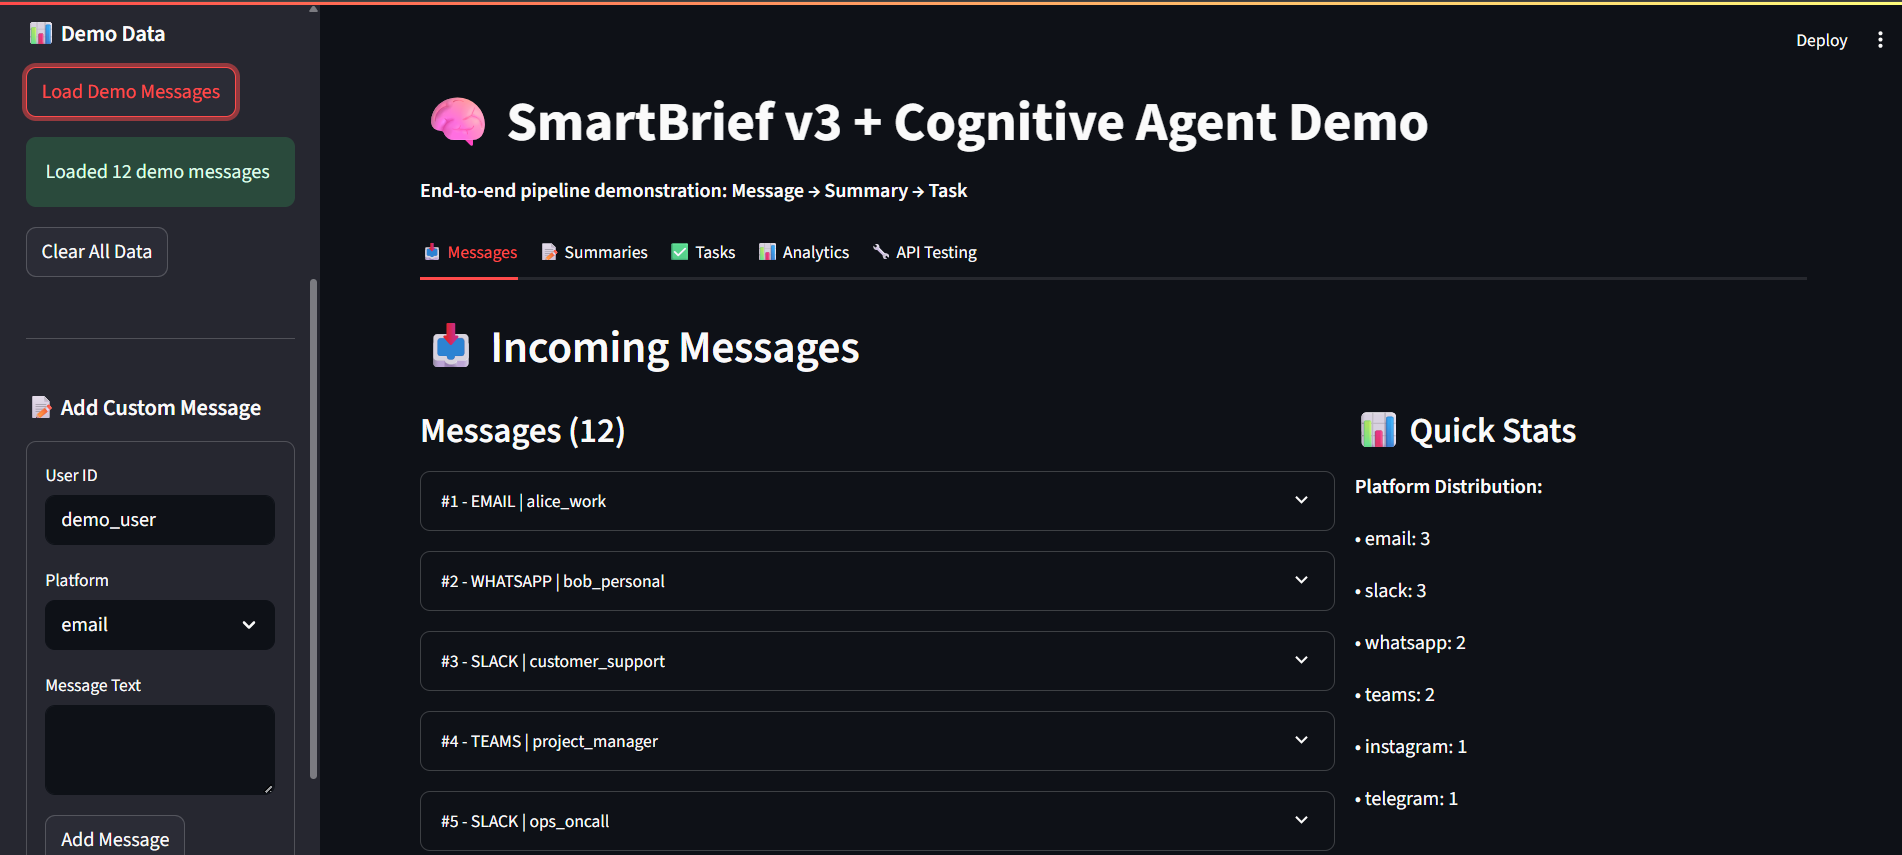 Demo Data
Load Demo Messages
Loaded 12 demo messages
Clear All Data
Add Custom Message
User ID
demo_user
Platform
email
Message Text
Add Message
Deploy
SmartBrief v3 + Cognitive Agent Demo
End-to-end pipeline demonstration: Message → Summary → Task
Messages
Summaries
Tasks
Analytics
API Testing
Incoming Messages
Messages (12)
#1 - EMAIL | alice_work
#2 - WHATSAPP | bob_personal
#3 - SLACK | customer_support
#4 - TEAMS | project_manager
#5 - SLACK | ops_oncall
Quick Stats
Platform Distribution:
• email: 3
• slack: 3
• whatsapp: 2
• teams: 2
• instagram: 1
• telegram: 1